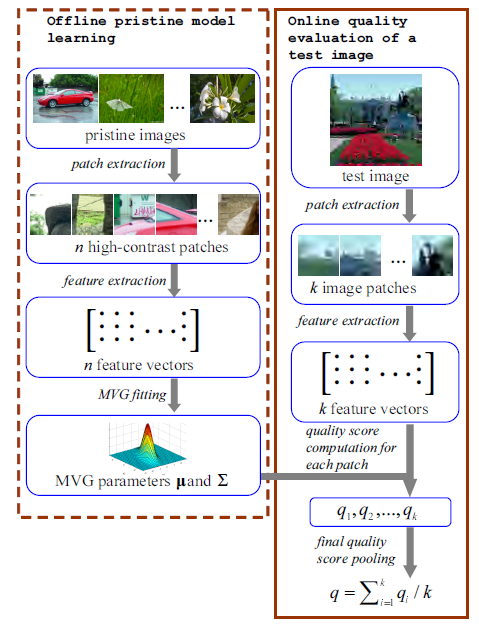 Offline pristine model
learning
pristine images
patch extraction
n high-contrast patches
feature extraction
n feature vectors
MVG fitting
MVG parameters μ and Σ
Online quality
evaluation of a
test image
test image
patch extraction
k image patches
feature extraction
k feature vectors
quality score
computation for
each patch
q₁,q₂,...,qₖ
final quality
score pooling
q = ∑ᵢ₌₁ᵏ qᵢ / k